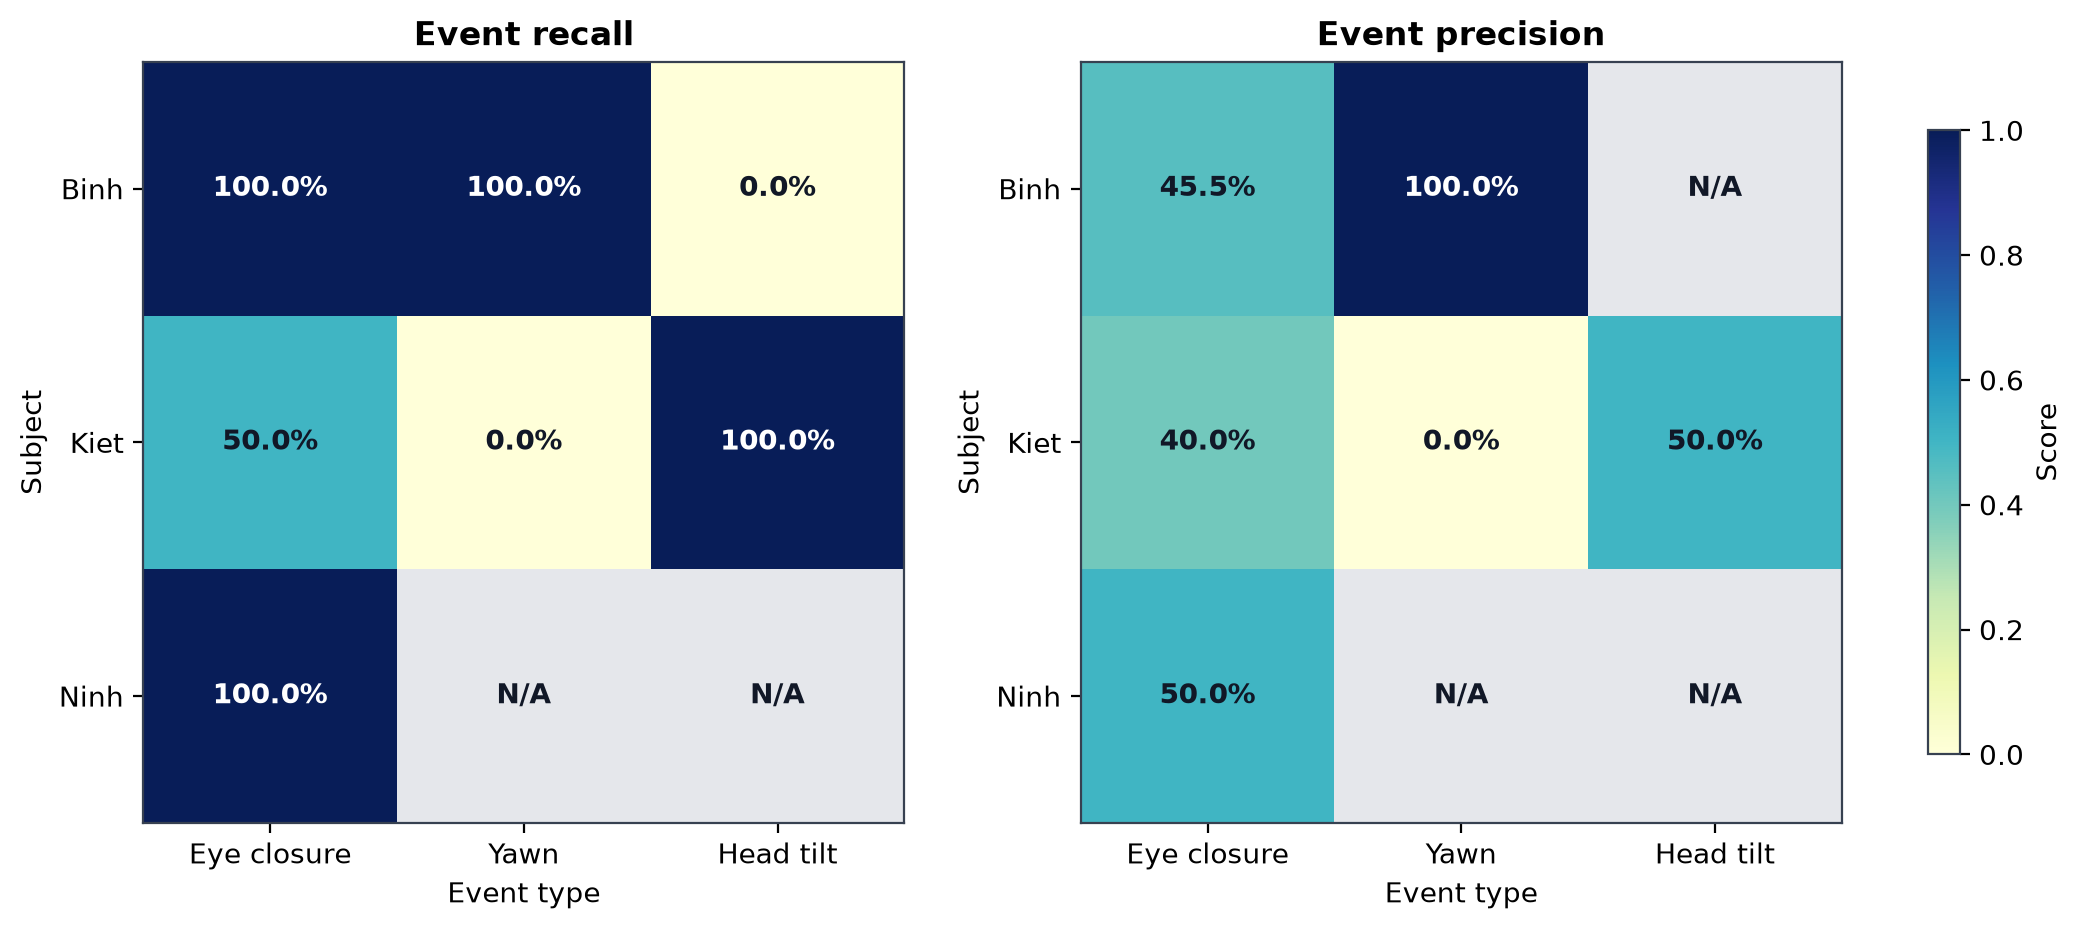 Event recall
Subject
Binh 100.0% 100.0% 0.0%
Kiet 50.0% 0.0% 100.0%
Ninh 100.0% N/A N/A
Eye closure Yawn Head tilt
Event type
Event precision
Subject
Binh 45.5% 100.0% N/A
Kiet 40.0% 0.0% 50.0%
Ninh 50.0% N/A N/A
Eye closure Yawn Head tilt
Event type
1.0
0.8
0.6
0.4
0.2
0.0
Score